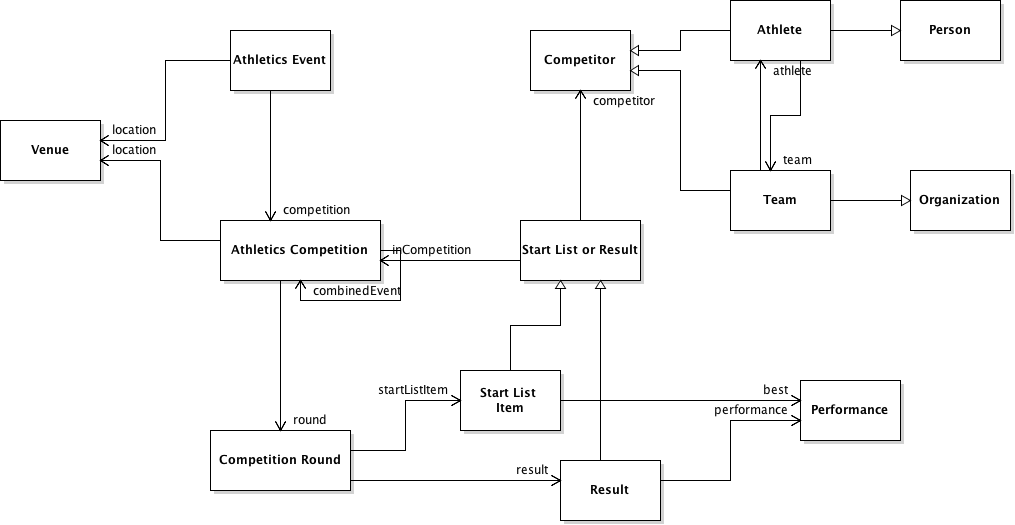 Athlete
Person
Athletics Event
Competitor
athlete
competitor
location
Venue
location
team
Team
Organization
competition
Athletics Competition
inCompetition
Start List or Result
combinedEvent
startListItem
Start List
Item
best
performance
Performance
round
Competition Round
result
Result